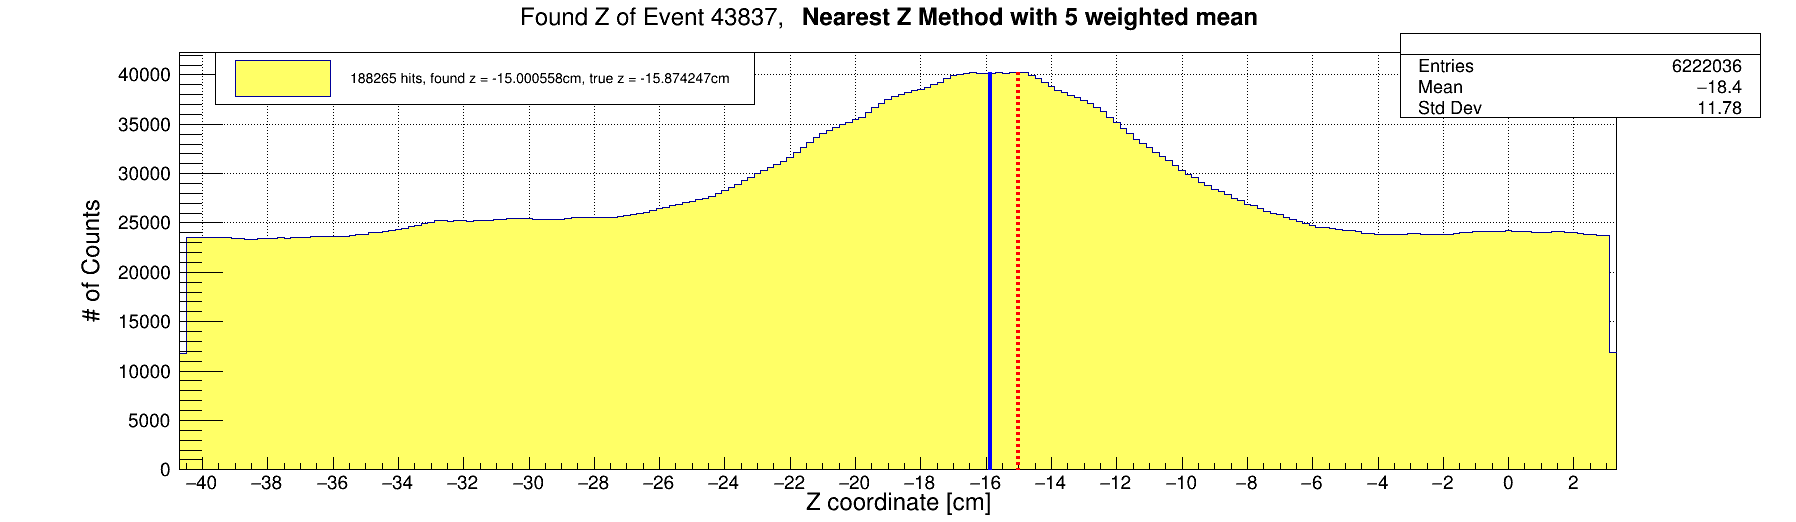 Found Z of Event 43837, Nearest Z Method with 5 weighted mean
188265 hits, found z = -15.000558cm, true z = -15.874247cm
Entries 6222036
Mean −18.4
Std Dev 11.78
# of Counts
40000
35000
30000
25000
20000
15000
10000
5000
0
−40 −38 −36 −34 −32 −30 −28 −26 −24 −22 −20 −18 −16 −14 −12 −10 −8 −6 −4 −2 0 2
Z coordinate [cm]